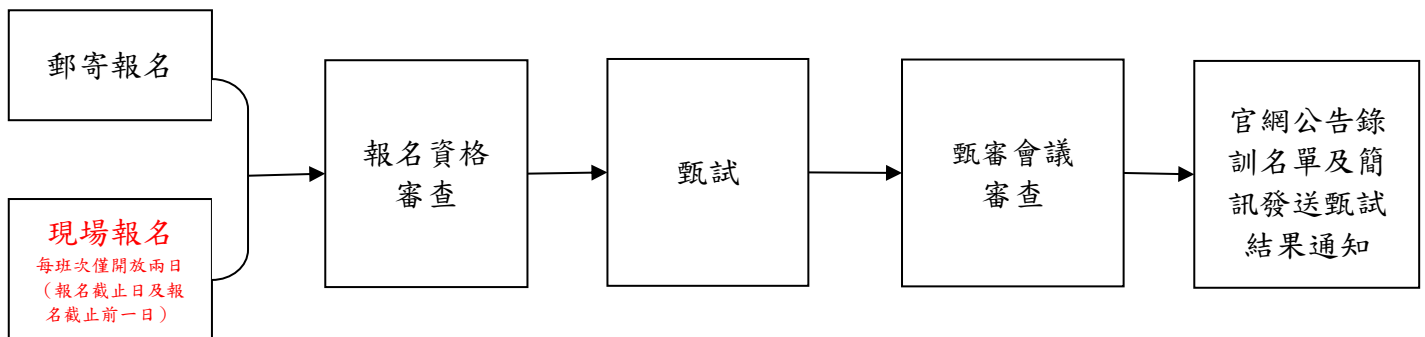 郵寄報名
現場報名
每班次僅開放兩日
（報名截止日及報
名截止前一日）
報名資格
審查
甄試
甄審會議
審查
官網公告錄
訓名單及簡
訊發送甄試
結果通知